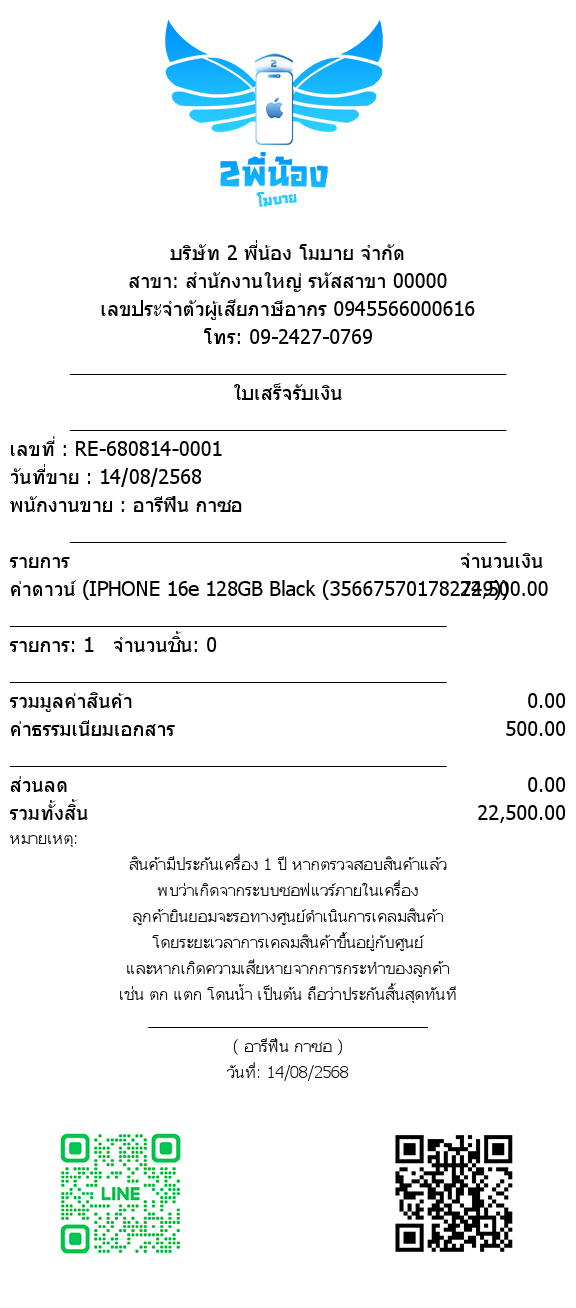 2
2พี่น้อง
โมบาย
บริษัท 2 พี่น้อง โมบาย จำกัด
สาขา: สำนักงานใหญ่ รหัสสาขา 00000
เลขประจำตัวผู้เสียภาษีอากร 0945566000616
โทร: 09-2427-0769
ใบเสร็จรับเงิน
เลขที่ : RE-680814-0001
วันที่ขาย : 14/08/2568
พนักงานขาย : อารีฟีน กาซอ
รายการ จำนวนเงิน
ค่าดาวน์ (IPHONE 16e 128GB Black
รายการ: 1 จำนวนชิ้น: 0
รวมมูลค่าสินค้า 0.00
ค่าธรรมเนียมเอกสาร 500.00
ส่วนลด 0.00
รวมทั้งสิ้น 22,500.00
หมายเหตุ:
สินค้ามีประกันเครื่อง 1 ปี หากตรวจสอบสินค้าแล้ว
พบว่าเกิดจากระบบซอฟแวร์ภายในเครื่อง
ลูกค้ายินยอมจะรอทางศูนย์ดำเนินการเคลมสินค้า
โดยระยะเวลาการเคลมสินค้าขึ้นอยู่กับศูนย์
และหากเกิดความเสียหายจากการกระทำของลูกค้า
เช่น ตก แตก โดนน้ำ เป็นต้น ถือว่าประกันสิ้นสุดทันที
( อารีฟีน กาซอ )
วันที่: 14/08/2568
LINE